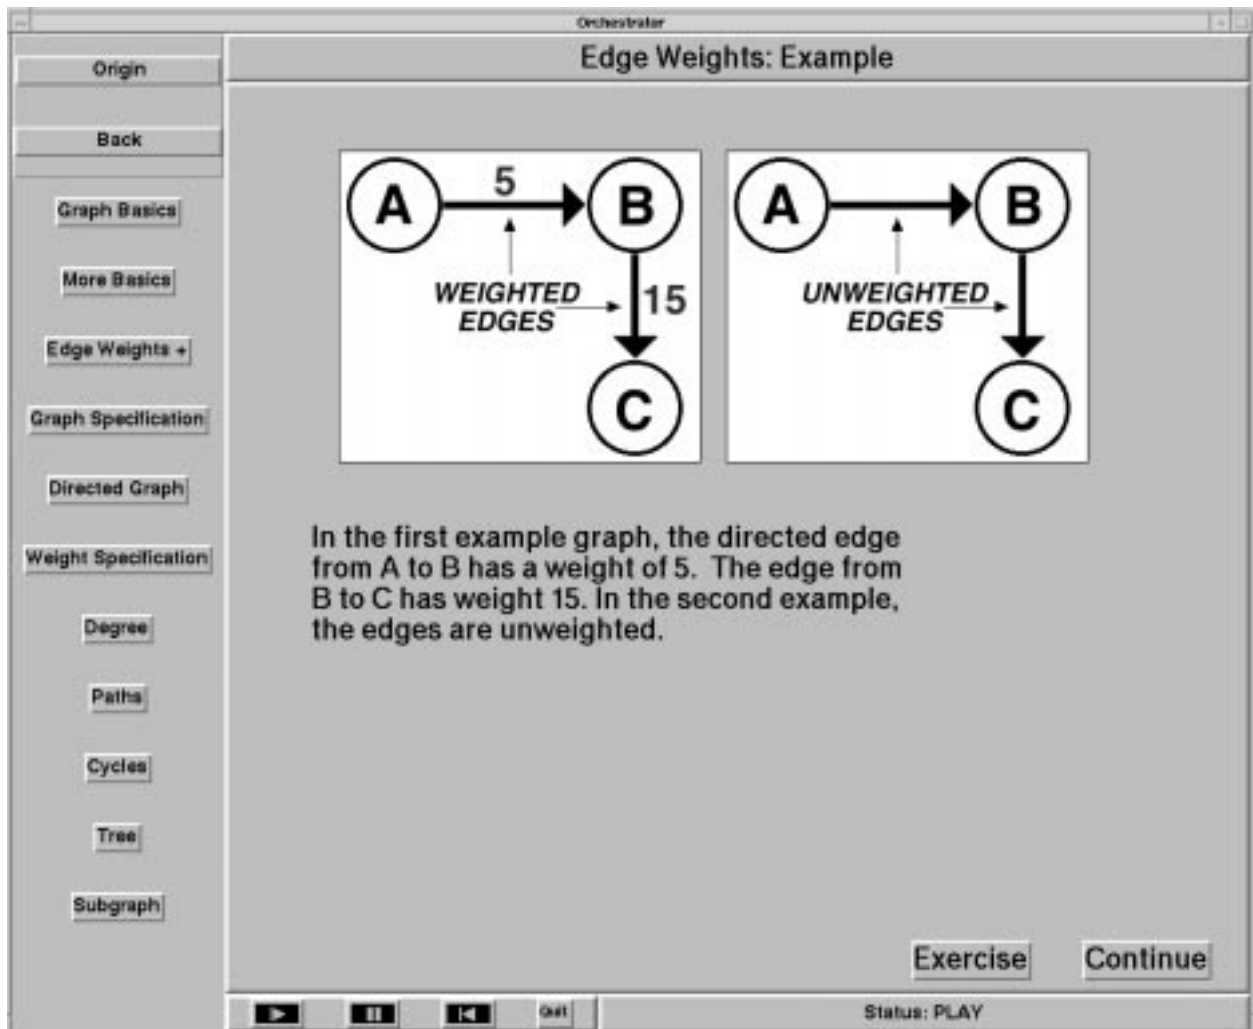 Orchestrator
Origin
Back
Graph Basics
More Basics
Edge Weights +
Graph Specification
Directed Graph
Weight Specification
Degree
Paths
Cycles
Tree
Subgraph
Edge Weights: Example
A
5
B
WEIGHTED
EDGES
15
C
A
B
UNWEIGHTED
EDGES
C
In the first example graph, the directed edge
from A to B has a weight of 5. The edge from
B to C has weight 15. In the second example,
the edges are unweighted.
Exercise
Continue
Quit
Status: PLAY